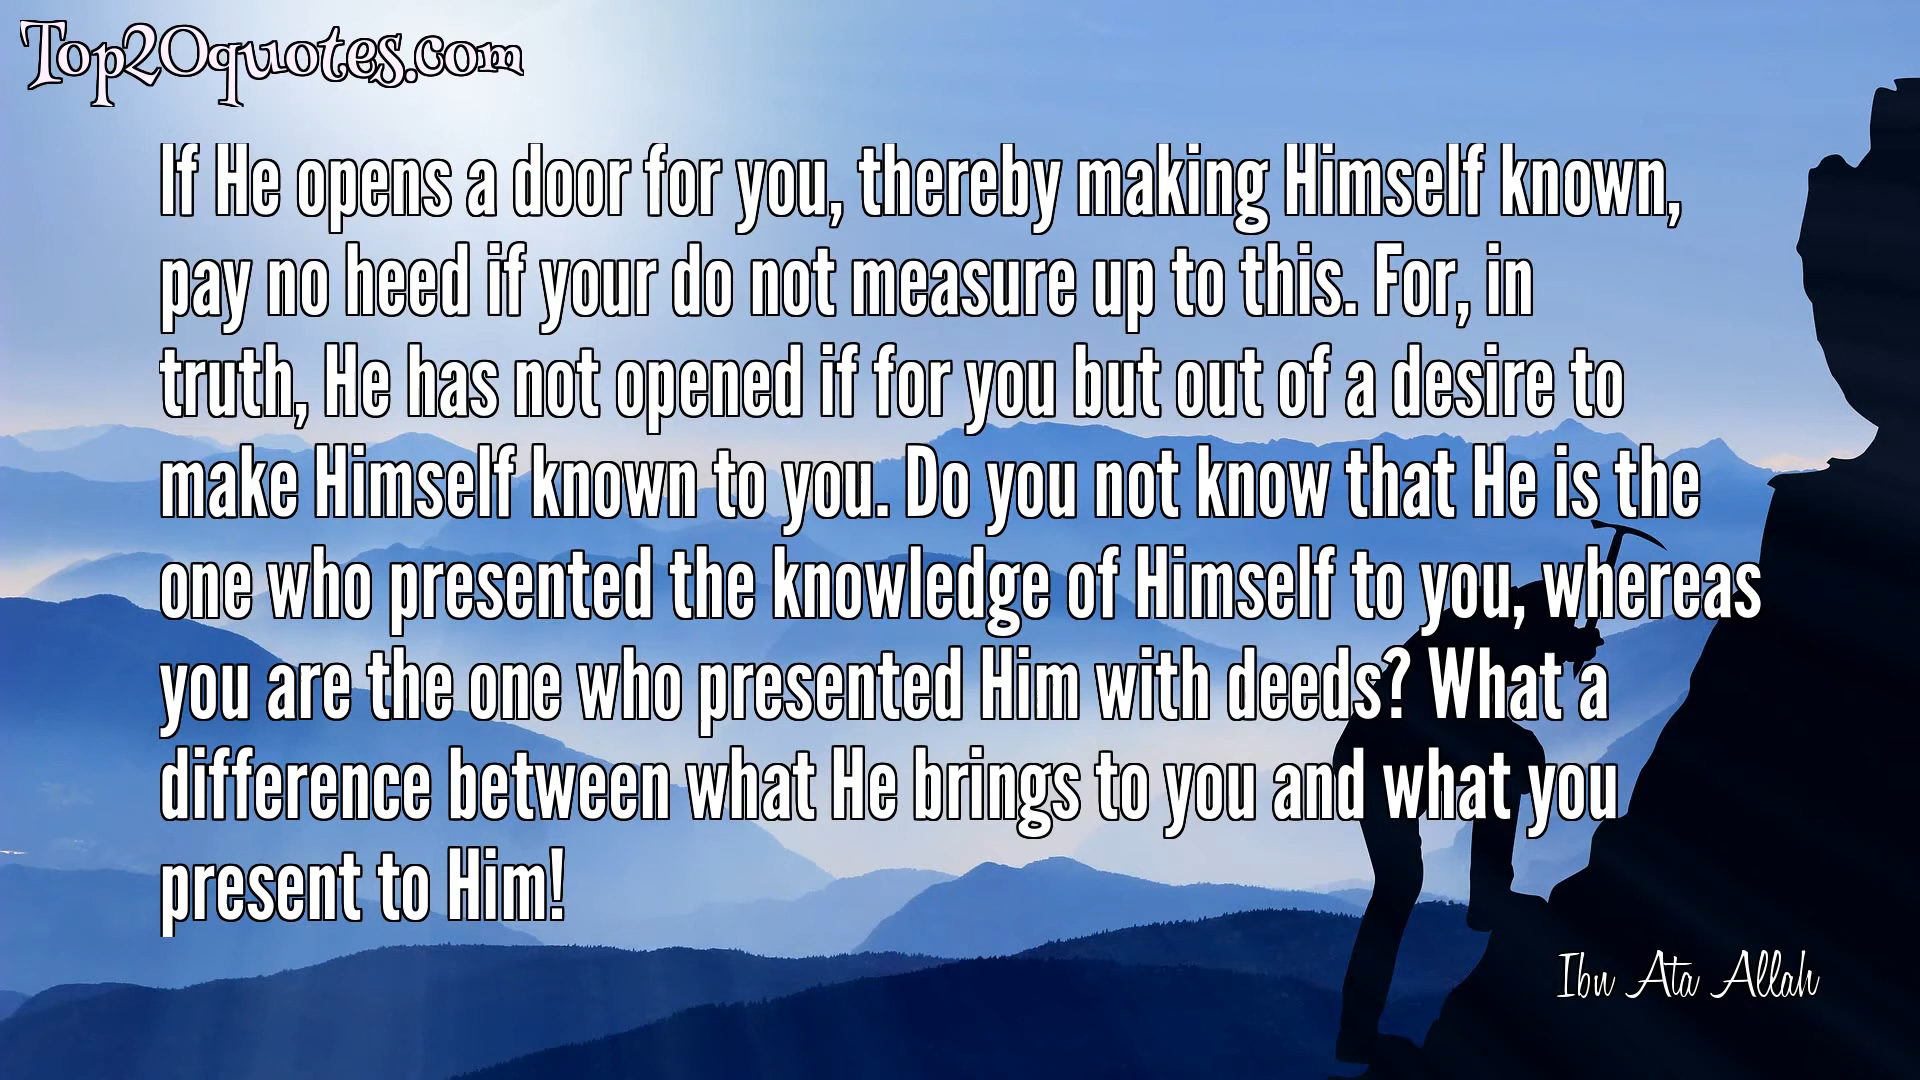 Top20quotes.com
If He opens a door for you, thereby making Himself known,
pay no heed if your do not measure up to this. For, in
truth, He has not opened if for you but out of a desire to
make Himself known to you. Do you not know that He is the
one who presented the knowledge of Himself to you, whereas
you are the one who presented Him with deeds? What a
difference between what He brings to you and what you
present to Him!
Ibn Ata Allah